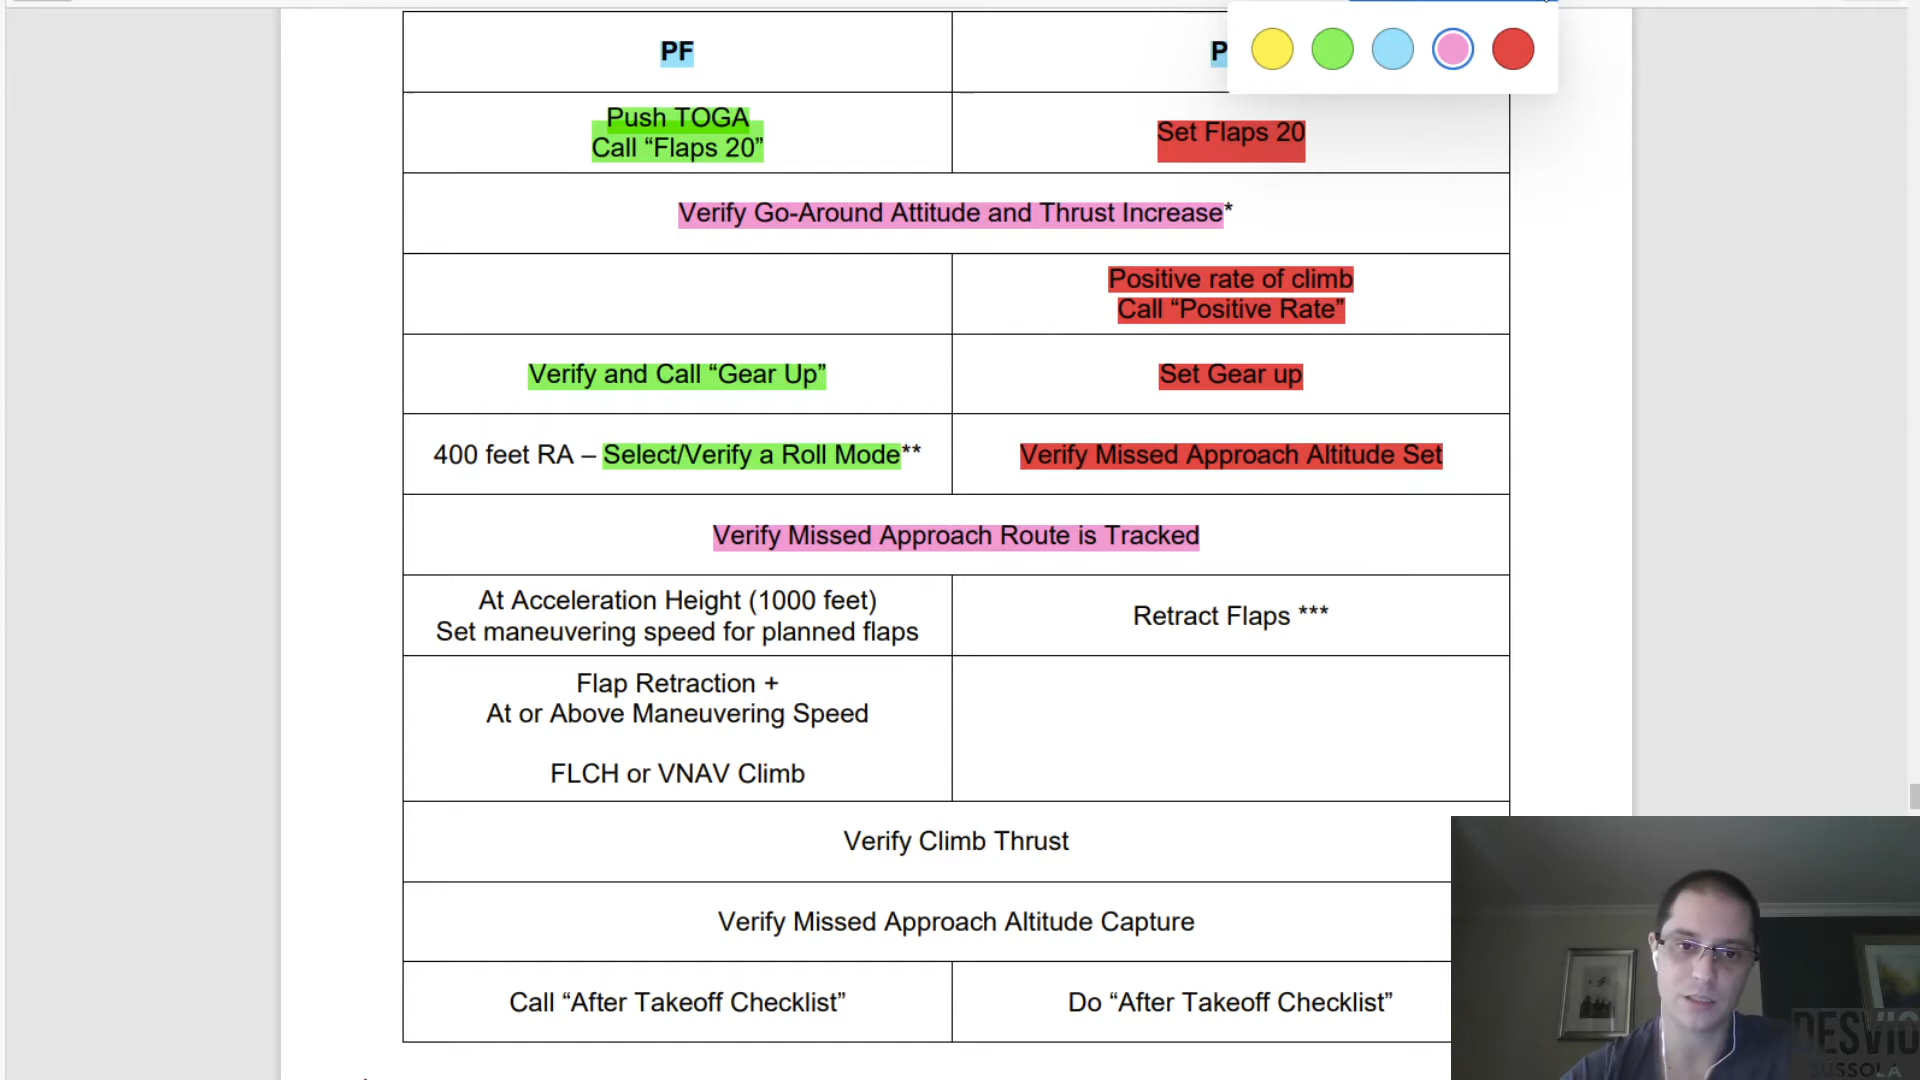 PF
P
Push TOGA
Call “Flaps 20”
Set Flaps 20
Verify Go-Around Attitude and Thrust Increase*
Positive rate of climb
Call “Positive Rate”
Verify and Call “Gear Up”
Set Gear up
400 feet RA – Select/Verify a Roll Mode**
Verify Missed Approach Altitude Set
Verify Missed Approach Route is Tracked
At Acceleration Height (1000 feet)
Set maneuvering speed for planned flaps
Retract Flaps ***
Flap Retraction +
At or Above Maneuvering Speed
FLCH or VNAV Climb
Verify Climb Thrust
Verify Missed Approach Altitude Capture
Call “After Takeoff Checklist”
Do “After Takeoff Checklist”
DESVIO